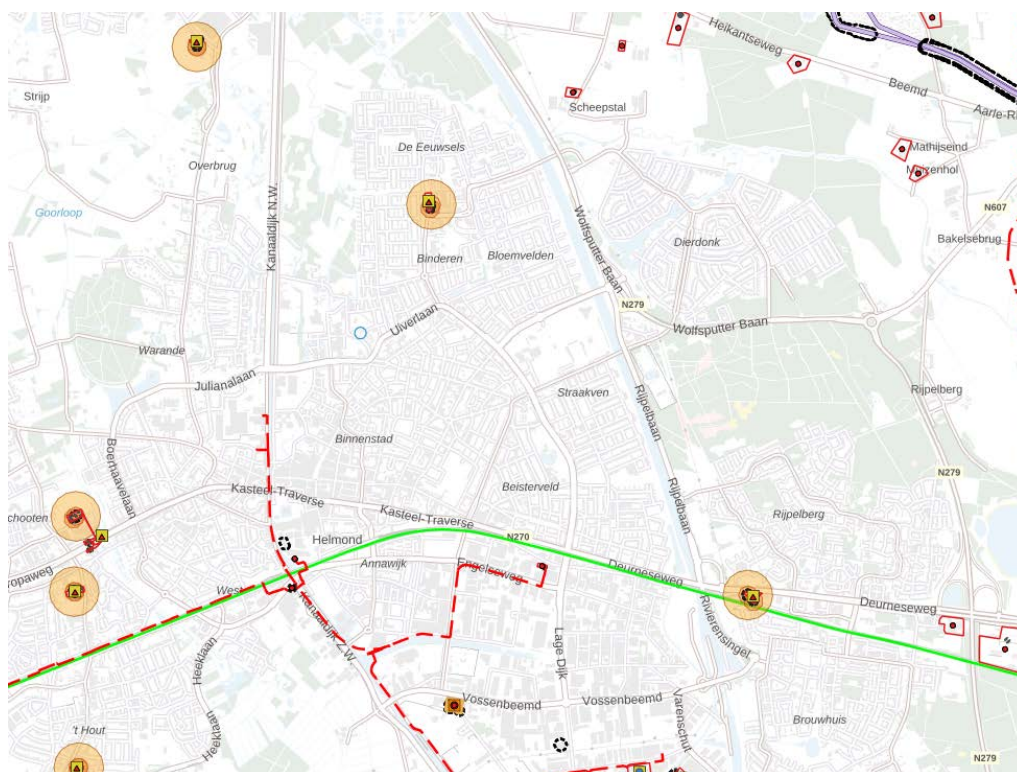 Heikantseweg
Strijp
Beemd
Scheepstal
Aarle-Ri
De Eeuwsels
Mathijseind
Overbrug
Muizenhol
Goorloop
N607
Wolfsputter Baan
Kanaaldijk N.W.
Dierdonk
Bakelsebrug
Binderen
Bloemvelden
N279
Uiverlaan
Wolfsputter Baan
Warande
Julianalaan
Rijpelberg
Straakven
Rijpelbaan
Boerhaavelaan
Binnenstad
N279
Kasteel-Traverse
Beisterveld
Rijpelbaan
Rijpelberg
chooten
Kasteel-Traverse
Helmond
N270
Annawijk
Engelseweg
Deurneseweg
ropaweg
West
Deurneseweg
Kanaaldijk Z.W.
Rivierensingel
Heeklaan
Lage Dijk
Vossenbeemd
Vossenbeemd
Varenschut
Heeklaan
't Hout
Brouwhuis
N279